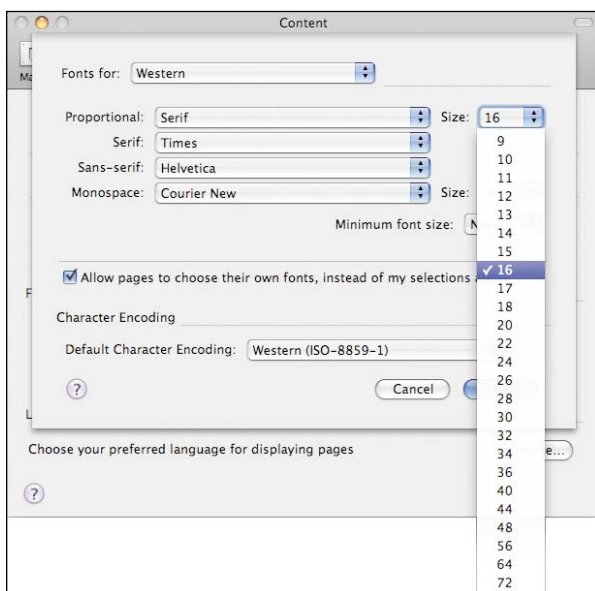 Content
Ma
Fonts for: Western
Proportional: Serif Size: 16
Serif: Times
Sans-serif: Helvetica
Monospace: Courier New Size:
Minimum font size: N
Allow pages to choose their own fonts, instead of my selections
Character Encoding
Default Character Encoding: Western (ISO-8859-1)
? Cancel
F
L
Choose your preferred language for displaying pages e...)
?
9
10
11
12
13
14
15
✓ 16
17
18
20
22
24
26
28
30
32
34
36
40
44
48
56
64
72